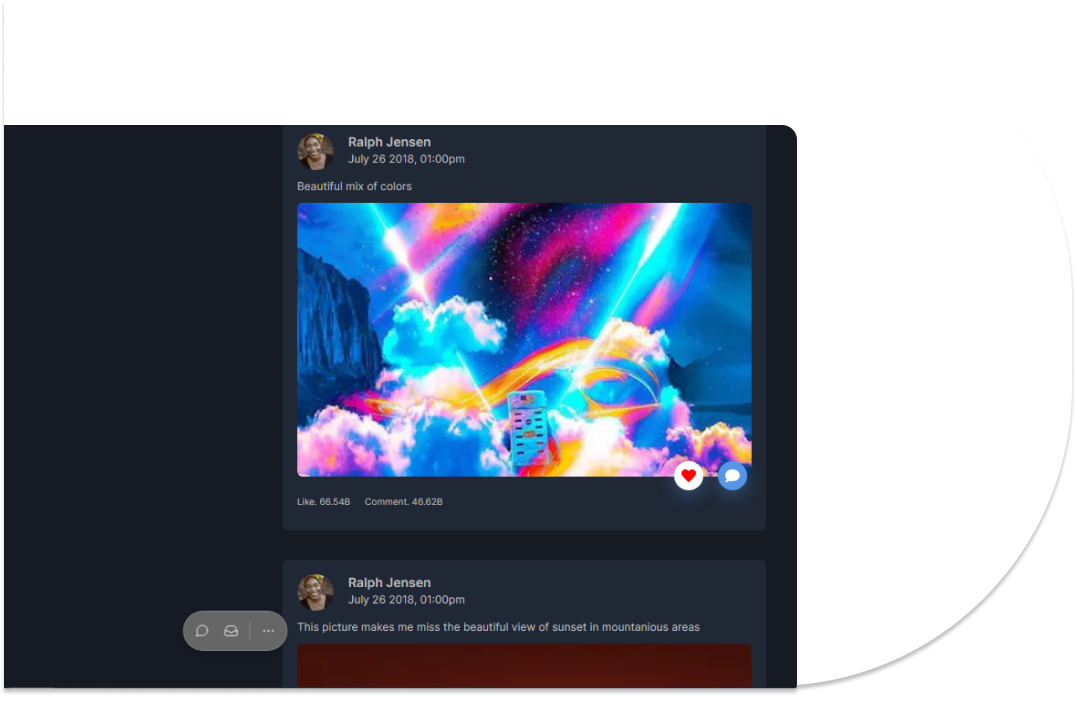 Ralph Jensen
July 26 2018, 01:00pm
Beautiful mix of colors
Like. 66.54B Comment. 46.62B
Ralph Jensen
July 26 2018, 01:00pm
This picture makes me miss the beautiful view of sunset in mountanious areas